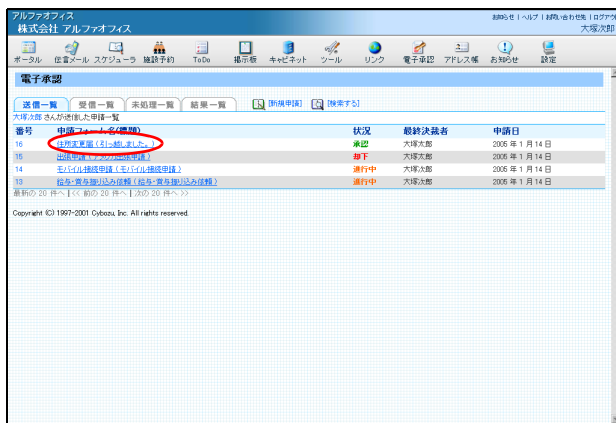 アルファオフィス
お知らせ | ヘルプ | お問い合わせ先 | ログアウ
株式会社 アルファオフィス
大塚次郎
ポータル 伝言メール スケジューラ 施設予約 ToDo 掲示板 キャビネット ツール リンク 電子承認 アドレス帳 お知らせ 設定
電子承認
送信一覧 受信一覧 未処理一覧 結果一覧 [新規申請] [検索する]
大塚次郎 さんが送信した申請一覧
番号 申請フォーム名(標題) 状況 最終決裁者 申請日
16 住所変更届(引っ越しました。) 承認 大塚太郎 2005 年 1 月 14 日
15 出張申請( 出張申請) 却下 大塚次郎 2005 年 1 月 14 日
14 モバイル接続申請(モバイル接続申請) 進行中 大塚次郎 2005 年 1 月 14 日
13 給与・賞与振り込み依頼(給与・賞与振り込み依頼) 進行中 大塚次郎 2005 年 1 月 14 日
最新の 20 件へ | << 前の 20 件へ | 次の 20 件へ >>
Copyright (C) 1997-2001 Cybozu, Inc. All rights reserved.